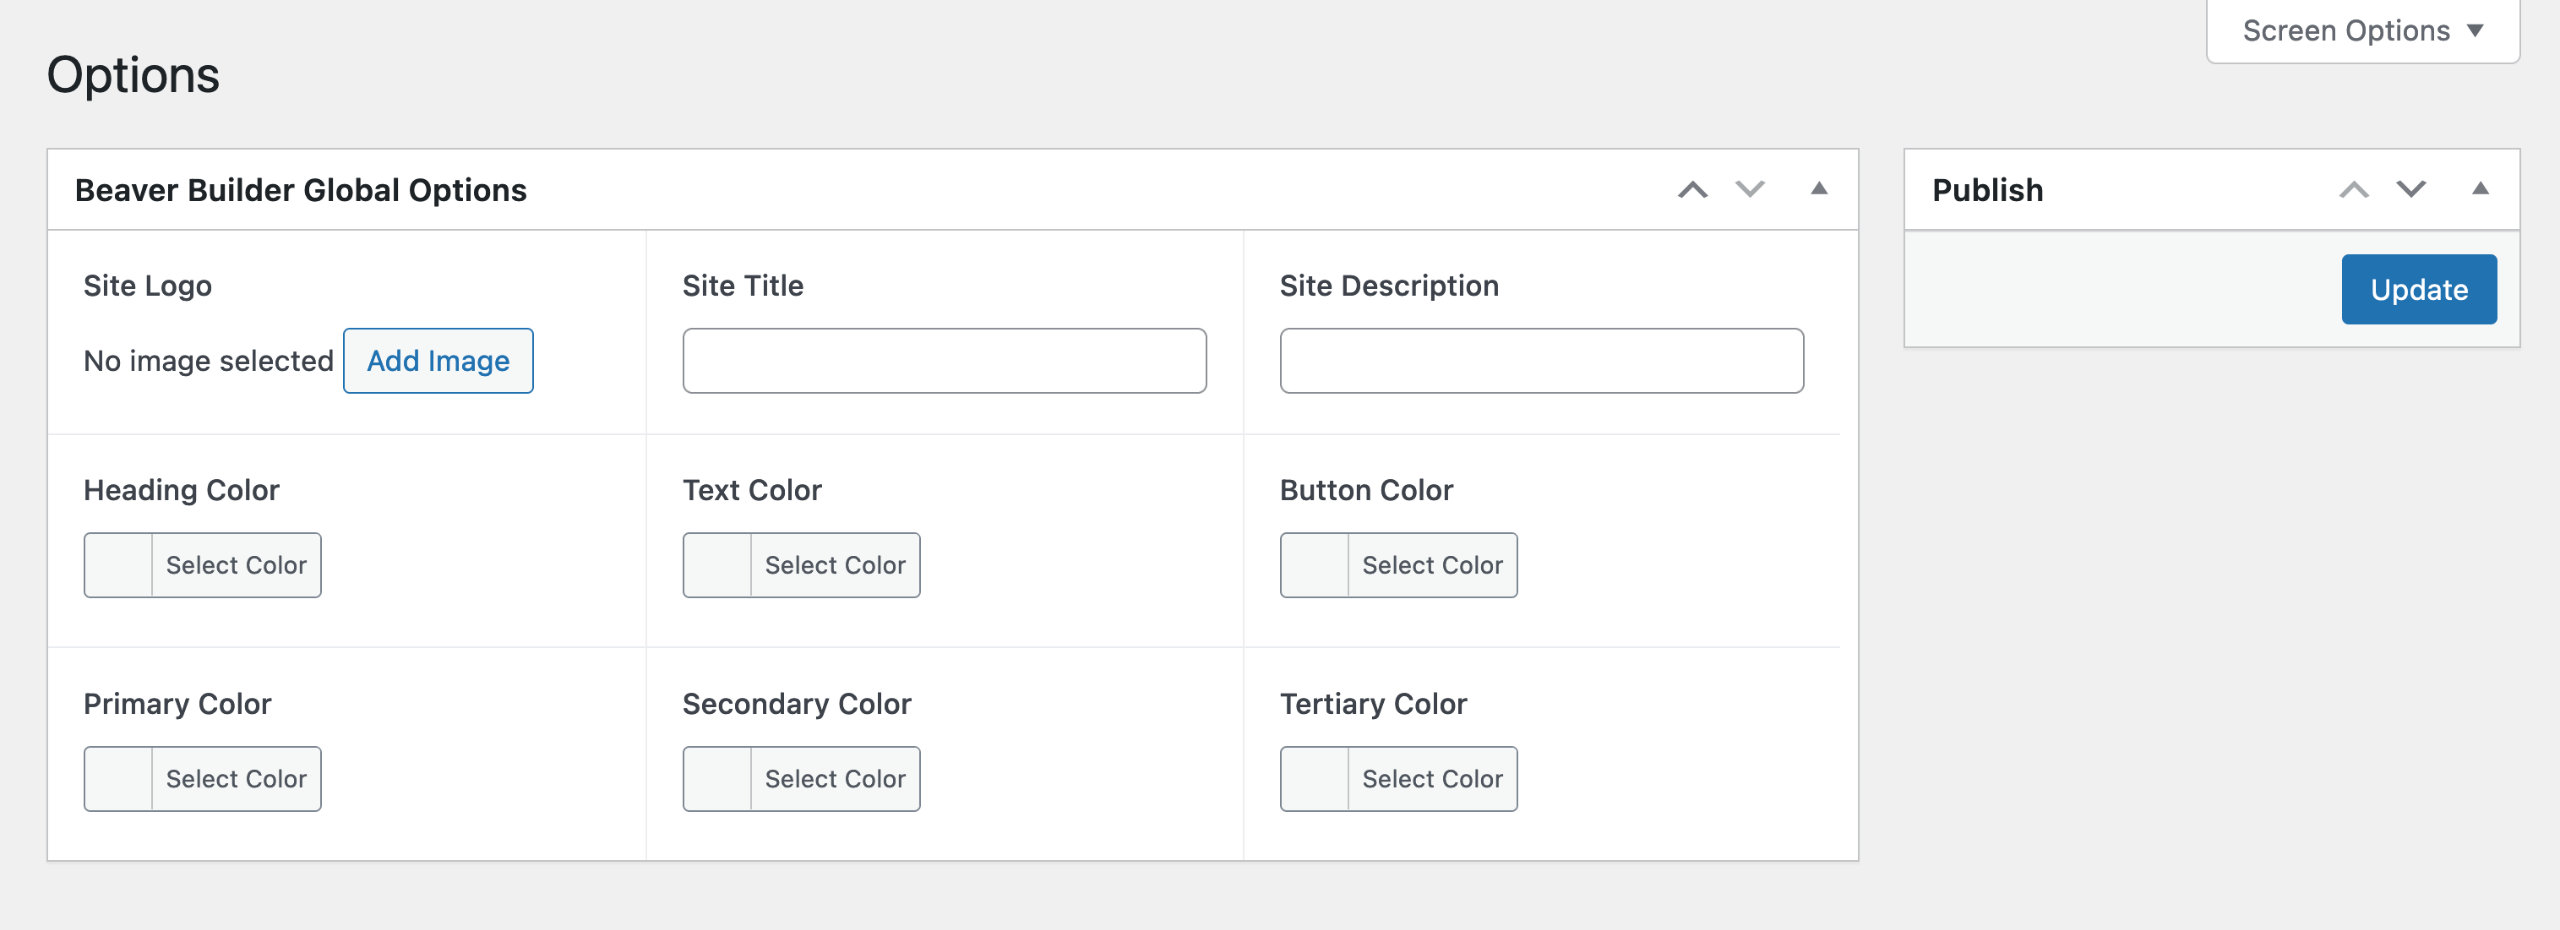 Screen Options
Options
Beaver Builder Global Options
Publish
Update
Site Logo
Site Title
Site Description
No image selected
Add Image
Heading Color
Text Color
Button Color
Select Color
Select Color
Select Color
Primary Color
Secondary Color
Tertiary Color
Select Color
Select Color
Select Color